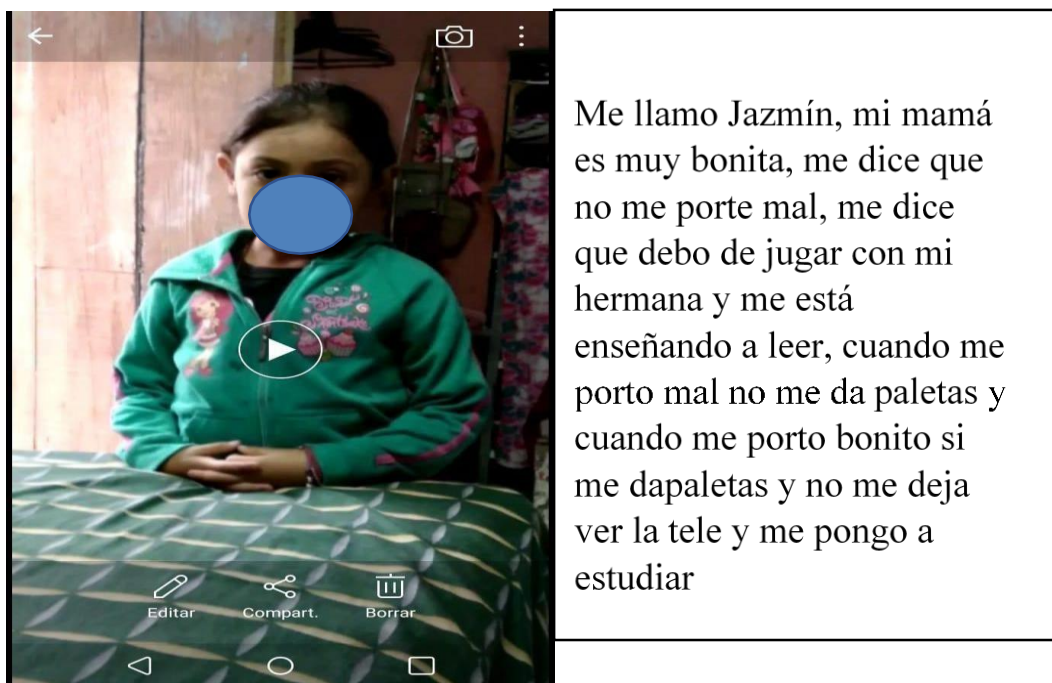 Me llamo Jazmín, mi mamá
es muy bonita, me dice que
no me porte mal, me dice
que debo de jugar con mi
hermana y me está
enseñando a leer, cuando me
porto mal no me da paletas y
cuando me porto bonito si
me dapaletas y no me deja
ver la tele y me pongo a
estudiar
Editar Compart. Borrar